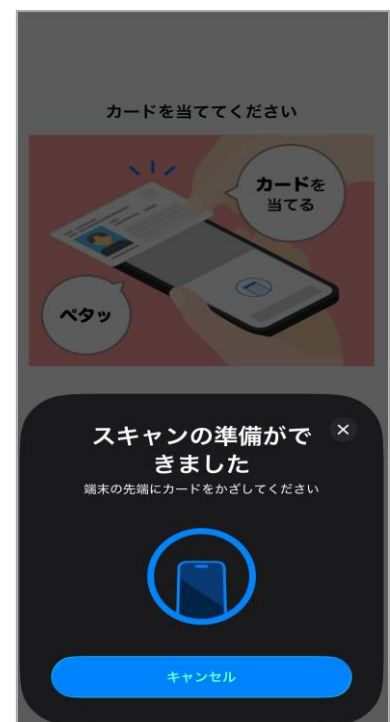 カードを当ててください
カードを
当てる
ペタッ
スキャンの準備がで
きました
端末の先端にカードをかざしてください
キャンセル